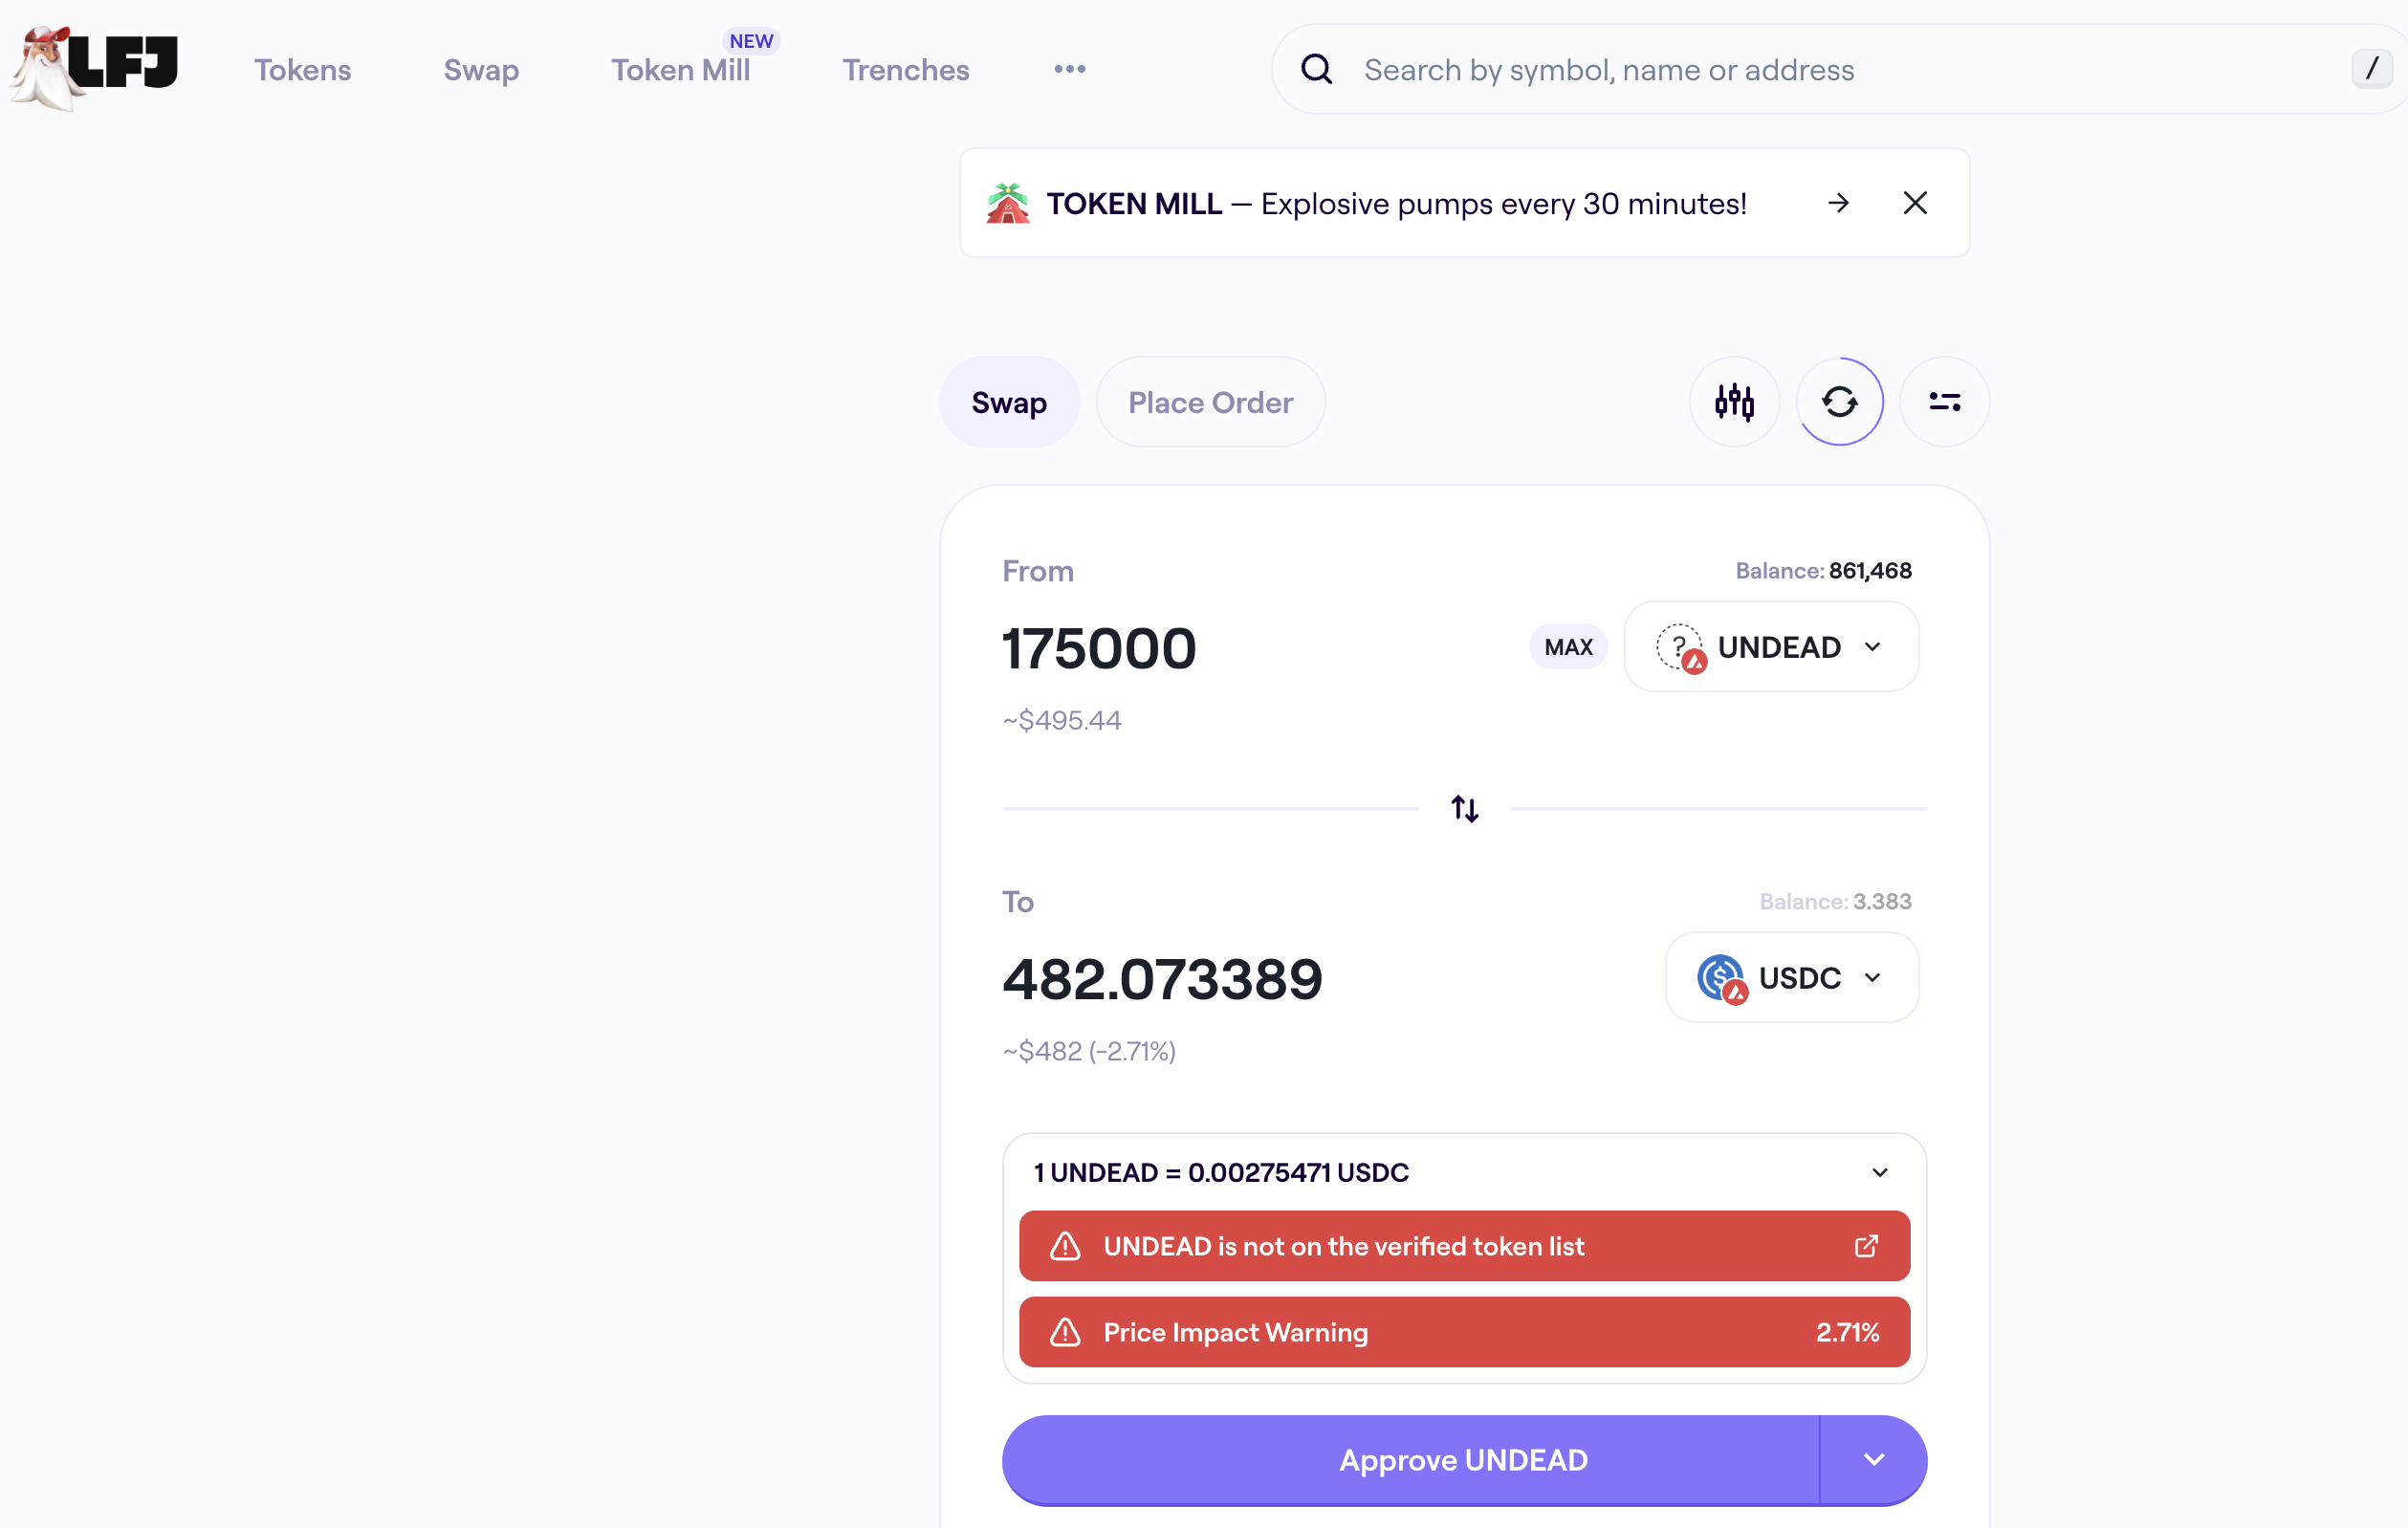 LFJ
Tokens
Swap
Token Mill
NEW
Trenches
Search by symbol, name or address
/
TOKEN MILL — Explosive pumps every 30 minutes!
Swap
Place Order
From
Balance: 861,468
175000
MAX
? UNDEAD
~$495.44
To
Balance: 3.383
482.073389
USDC
~$482 (-2.71%)
1 UNDEAD = 0.00275471 USDC
UNDEAD is not on the verified token list
Price Impact Warning
2.71%
Approve UNDEAD